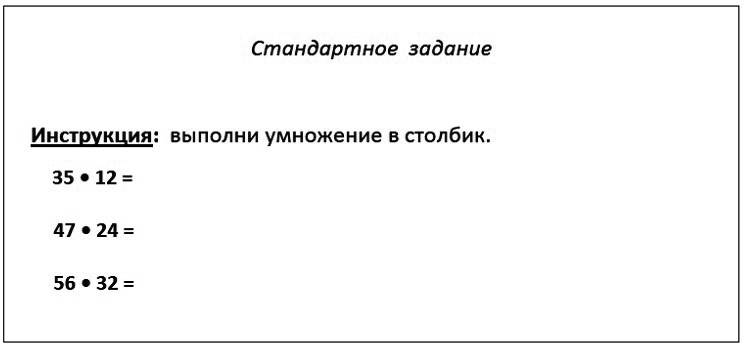 Стандартное задание
Инструкция: выполни умножение в столбик.
35 • 12 =
47 • 24 =
56 • 32 =